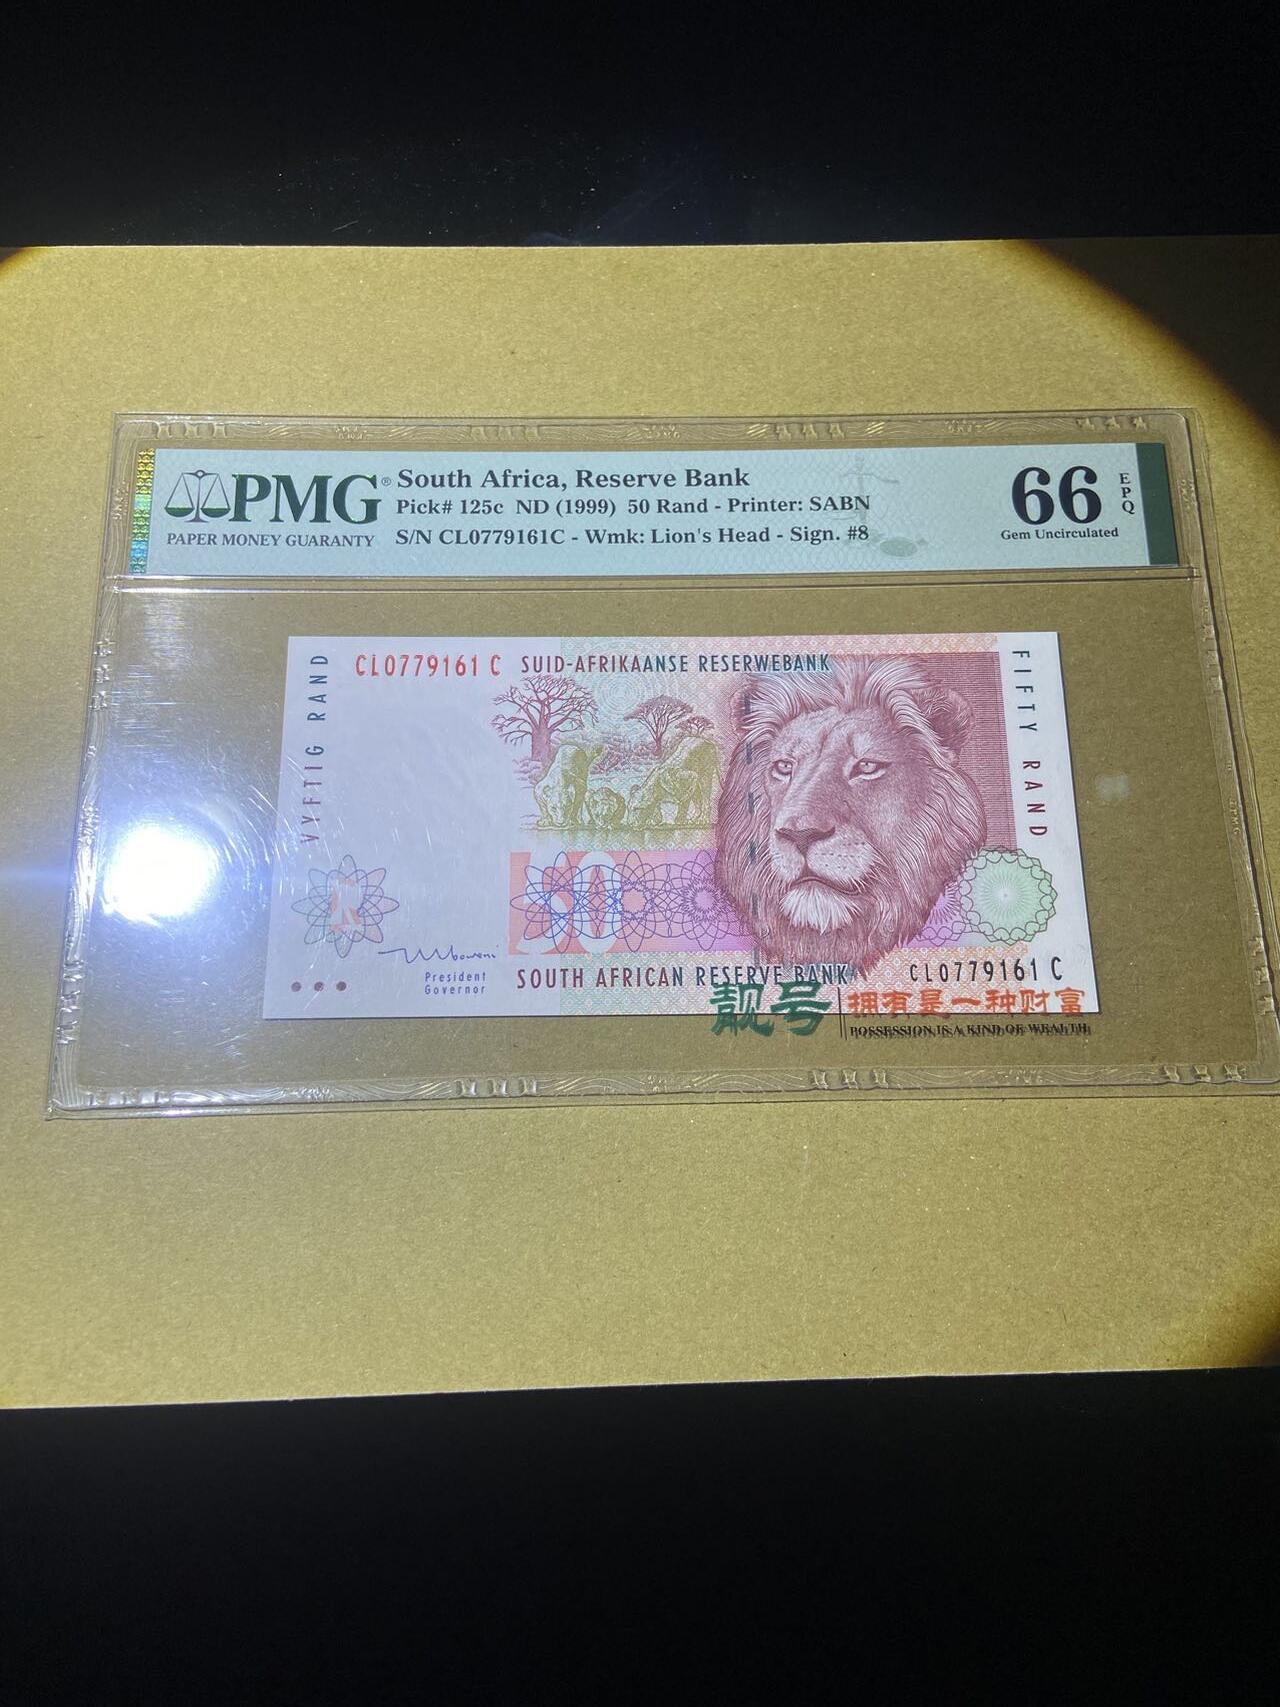 PMG®
PAPER MONEY GUARANTY
South Africa, Reserve Bank
Pick# 125c ND (1999) 50 Rand - Printer: SABN
S/N CL0779161C - Wmk: Lion's Head - Sign. #8
66
EPQ
Gem Uncirculated
VYFTIG RAND
CL0779161 C
SUID-AFRIKAANSE RESERWEBANK
FIFTY RAND
50
President
Governor
SOUTH AFRICAN RESERVE BANK
CL0779161 C
靓号
拥有是一种财富
POSSESSION IS A KIND OF WEALTH